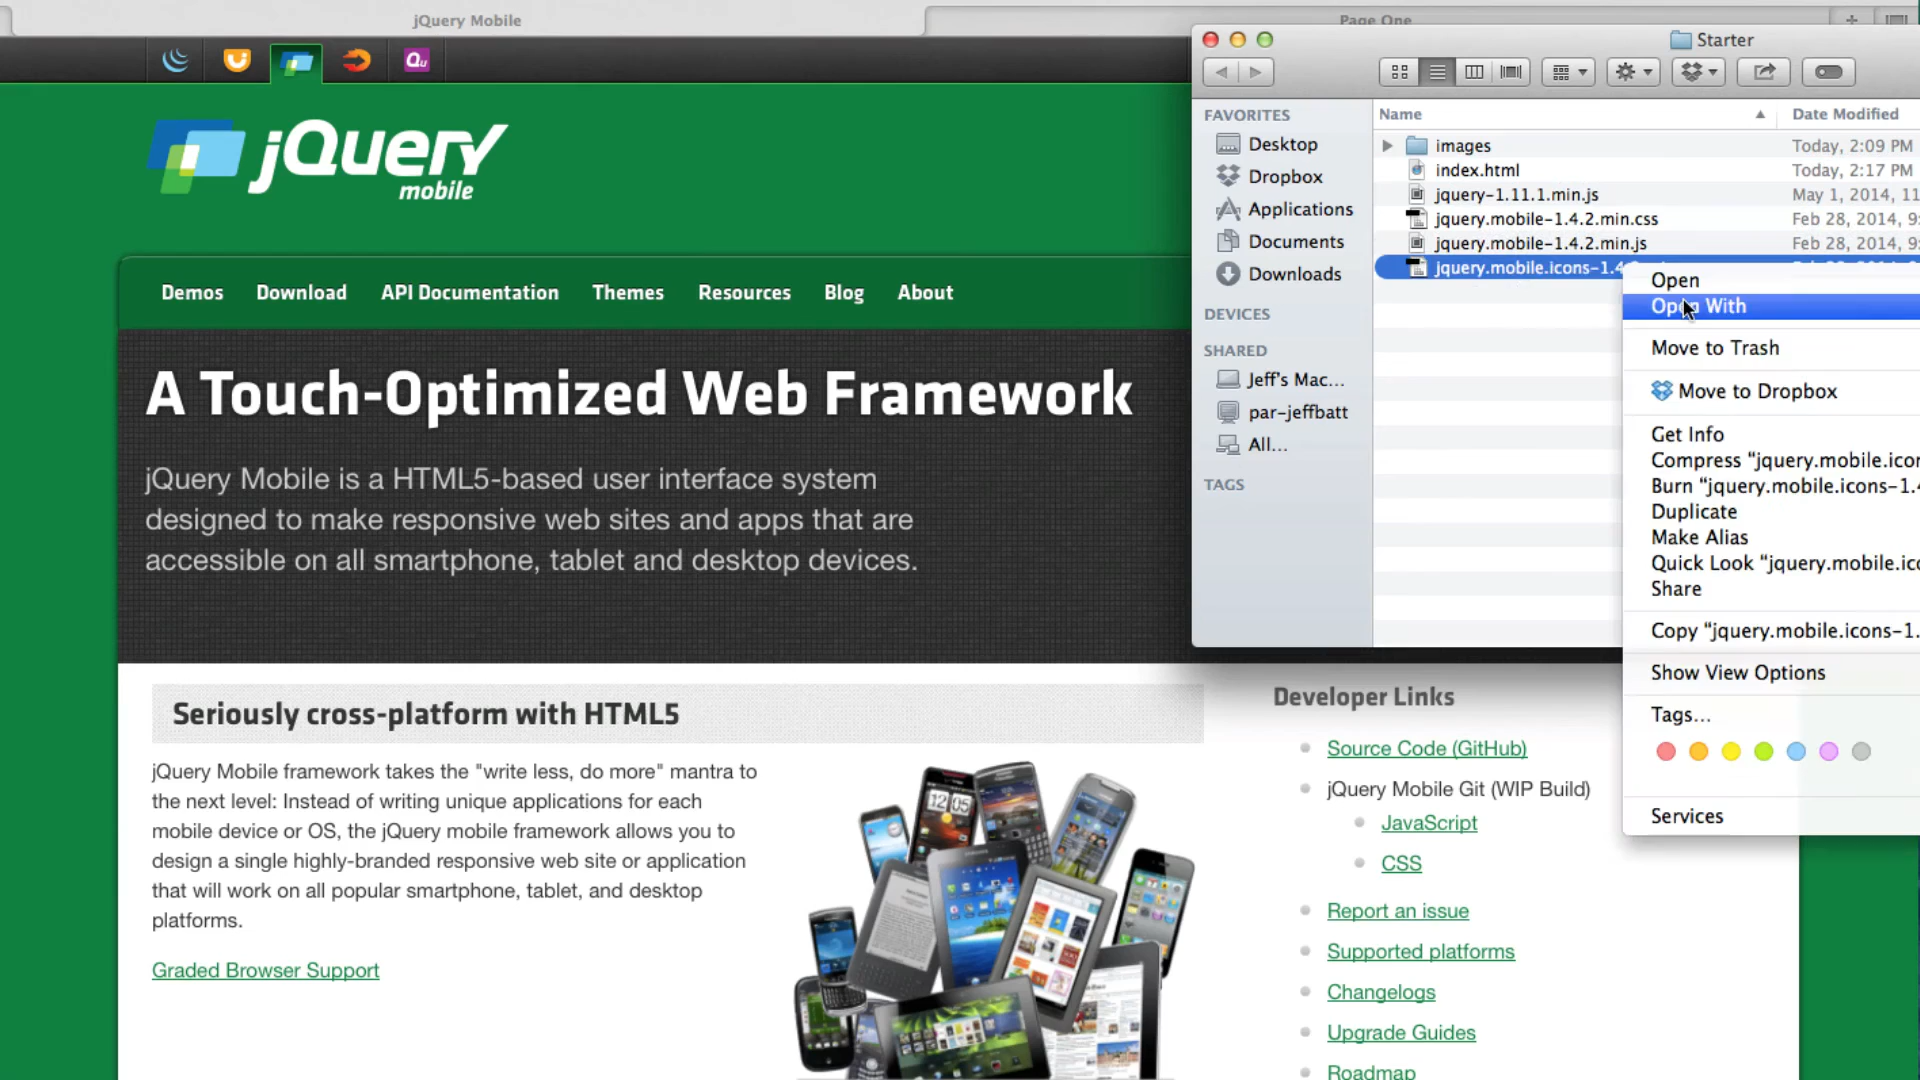 jQuery Mobile
Page One
jQuery
mobile
Demos
Download
API Documentation
Themes
Resources
Blog
About
A Touch-Optimized Web Framework
jQuery Mobile is a HTML5-based user interface system
designed to make responsive web sites and apps that are
accessible on all smartphone, tablet and desktop devices.
Seriously cross-platform with HTML5
jQuery Mobile framework takes the "write less, do more" mantra to
the next level: Instead of writing unique applications for each
mobile device or OS, the jQuery mobile framework allows you to
design a single highly-branded responsive web site or application
that will work on all popular smartphone, tablet, and desktop
platforms.
Graded Browser Support
Developer Links
Source Code (GitHub)
jQuery Mobile Git (WIP Build)
JavaScript
CSS
Report an issue
Supported platforms
Changelogs
Upgrade Guides
Roadmap
Starter
FAVORITES
Desktop
Dropbox
Applications
Documents
Downloads
DEVICES
SHARED
Jeff's Mac...
par-jeffbatt
All...
TAGS
Name
Date Modified
images
Today, 2:09 PM
index.html
Today, 2:17 PM
jquery-1.11.1.min.js
May 1, 2014, 11
jquery.mobile-1.4.2.min.css
Feb 28, 2014, 9:
jquery.mobile-1.4.2.min.js
Feb 28, 2014, 9:
jquery.mobile.icons-1.4
Open
Open With
Move to Trash
Move to Dropbox
Get Info
Compress "jquery.mobile.icon
Burn "jquery.mobile.icons-1.4
Duplicate
Make Alias
Quick Look "jquery.mobile.ico
Share
Copy "jquery.mobile.icons-1.
Show View Options
Tags...
Services